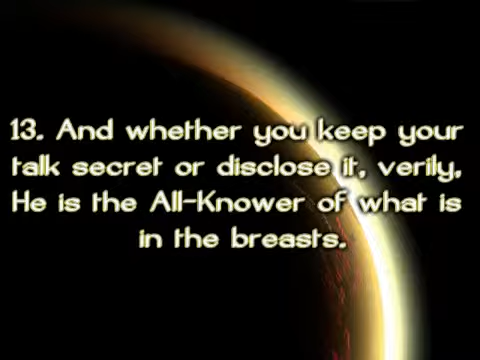 13. And whether you keep your
talk secret or disclose it, verily,
He is the All-Knower of what is
in the breasts.